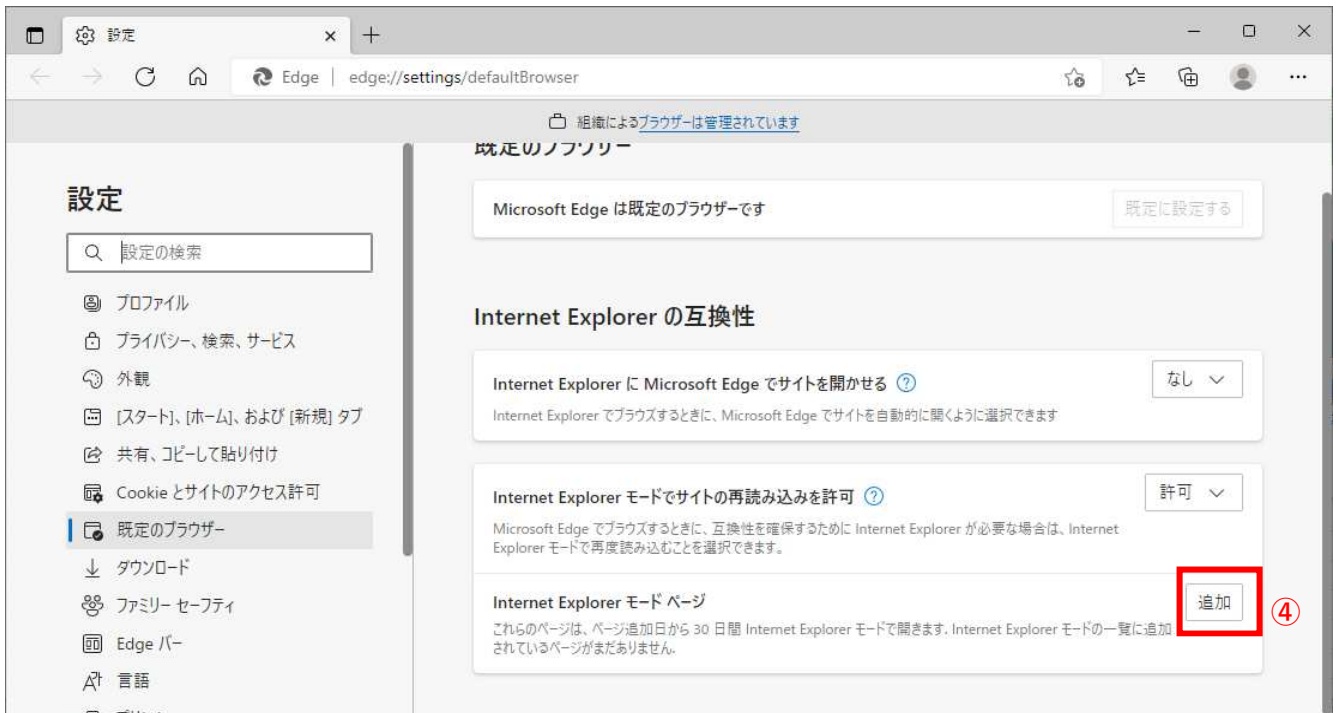 設定
Edge | edge://settings/defaultBrowser
組織によるブラウザーは管理されています
設定
設定の検索
プロファイル
プライバシー、検索、サービス
外観
[スタート]、[ホーム]、および [新規] タブ
共有、コピーして貼り付け
Cookie とサイトのアクセス許可
既定のブラウザー
ダウンロード
ファミリー セーフティ
Edge バー
言語
既定のブラウザー
Microsoft Edge は既定のブラウザーです
既定に設定する
Internet Explorer の互換性
Internet Explorer に Microsoft Edge でサイトを開かせる
なし
Internet Explorer でブラウズするときに、Microsoft Edge でサイトを自動的に開くように選択できます
Internet Explorer モードでサイトの再読み込みを許可
許可
Microsoft Edge でブラウズするときに、互換性を確保するために Internet Explorer が必要な場合は、Internet
Explorer モードで再度読み込むことを選択できます。
Internet Explorer モード ページ
追加
④
これらのページは、ページ追加日から 30 日間 Internet Explorer モードで開きます. Internet Explorer モードの一覧に追加
されているページがまだありません.